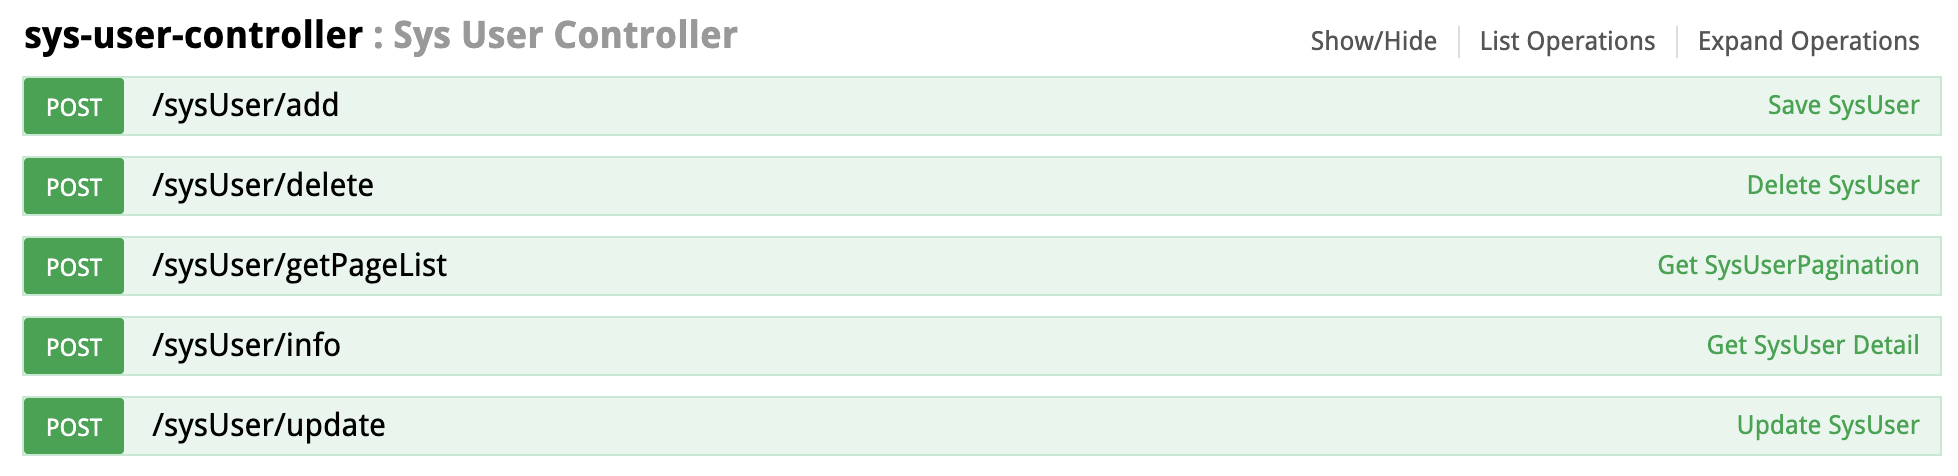 sys-user-controller : Sys User Controller Show/Hide List Operations Expand Operations
POST /sysUser/add Save SysUser
POST /sysUser/delete Delete SysUser
POST /sysUser/getPageList Get SysUserPagination
POST /sysUser/info Get SysUser Detail
POST /sysUser/update Update SysUser